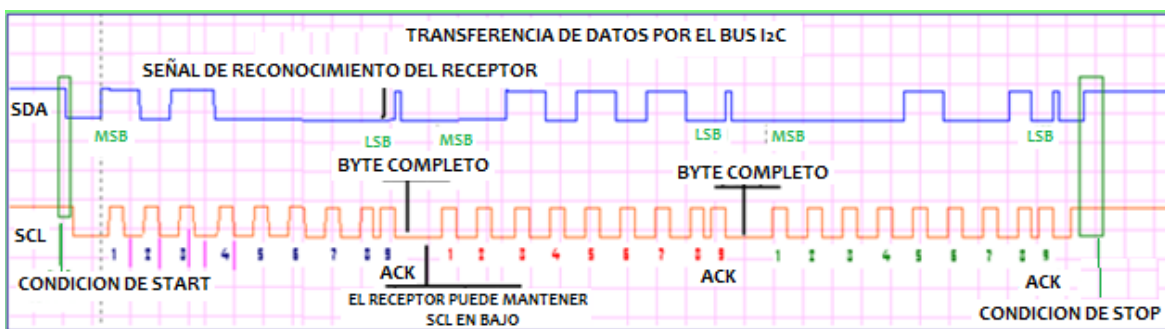 TRANSFERENCIA DE DATOS POR EL BUS I2C
SEÑAL DE RECONOCIMIENTO DEL RECEPTOR
SDA
MSB
LSB
MSB
LSB
MSB
LSB
BYTE COMPLETO
BYTE COMPLETO
SCL
1 2 3 4 5 6 7 8 9 1 2 3 4 5 6 7 8 9 1 2 3 4 5 6 7 8 9
ACK
ACK
ACK
CONDICION DE START
EL RECEPTOR PUEDE MANTENER
SCL EN BAJO
CONDICION DE STOP